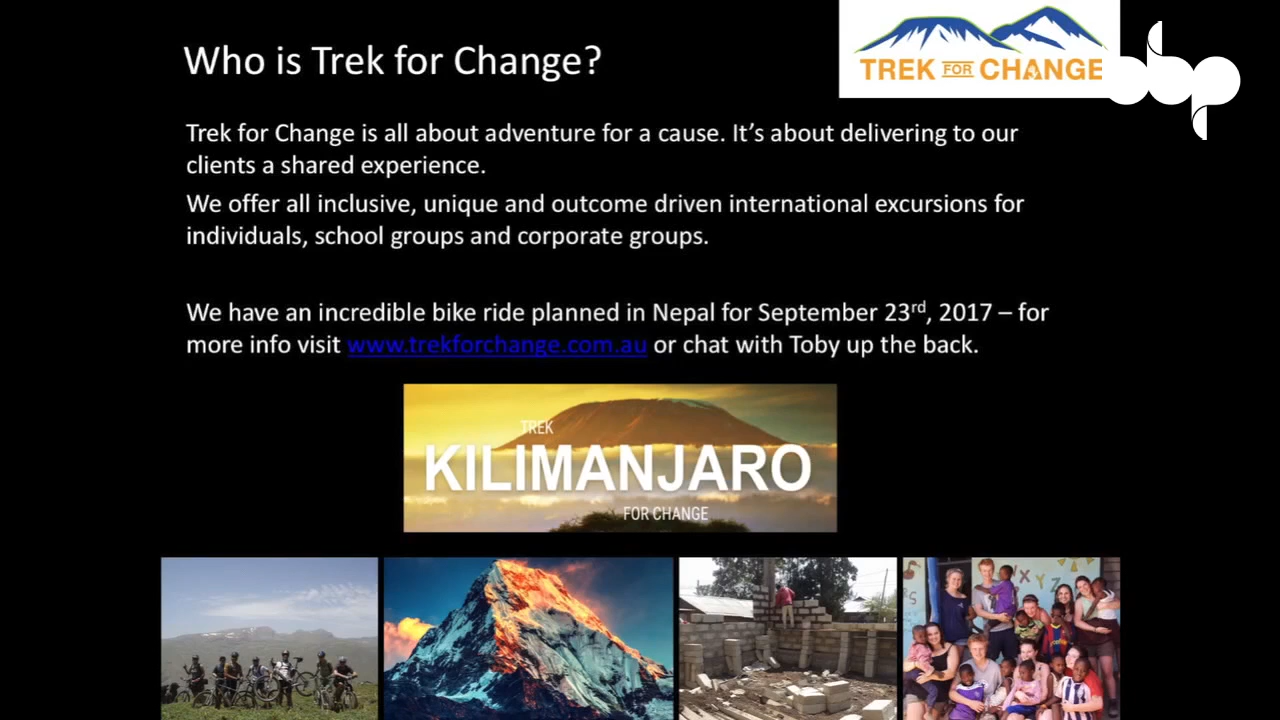 Who is Trek for Change?
TREK FOR CHANGE
bp
Trek for Change is all about adventure for a cause. It’s about delivering to our
clients a shared experience.
We offer all inclusive, unique and outcome driven international excursions for
individuals, school groups and corporate groups.
We have an incredible bike ride planned in Nepal for September 23rd, 2017 – for
more info visit www.trekforchange.com.au or chat with Toby up the back.
TREK
KILIMANJARO
FOR CHANGE
X Y Z
S